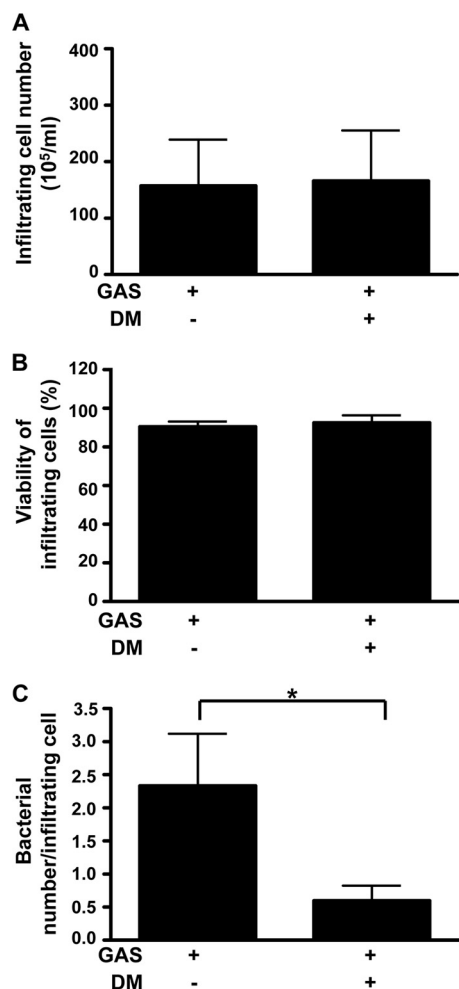 A
Infiltrating cell number
(10⁵/ml)
400
300
200
100
0
GAS + +
DM - +
B
Viability of
infiltrating cells (%)
120
100
80
60
40
20
0
GAS + +
DM - +
C
Bacterial
number/infiltrating cell
3.5
3.0
2.5
2.0
1.5
1.0
0.5
0.0
*
GAS + +
DM - +